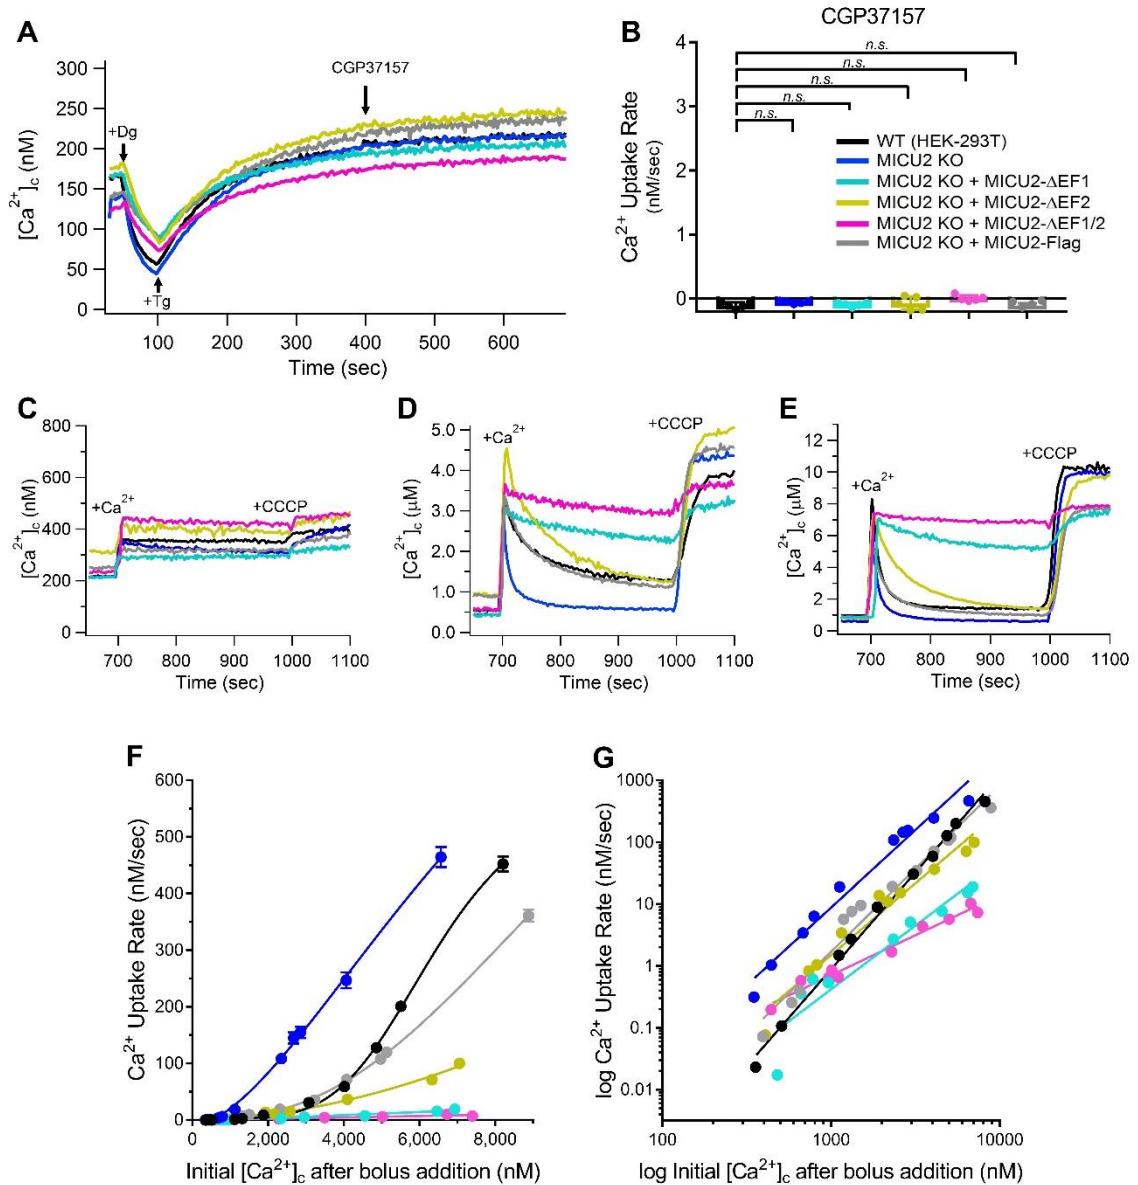 A
[Ca²⁺]c (nM)
300
250
200
150
100
50
0
+Dg
+Tg
CGP37157
100
200
300
400
500
600
Time (sec)
B
CGP37157
Ca²⁺ Uptake Rate
(nM/sec)
4
3
2
1
0
n.s.
n.s.
n.s.
n.s.
n.s.
WT (HEK-293T)
MICU2 KO
MICU2 KO + MICU2-ΔEF1
MICU2 KO + MICU2-ΔEF2
MICU2 KO + MICU2-ΔEF1/2
MICU2 KO + MICU2-Flag
C
[Ca²⁺]c (nM)
800
600
400
200
0
+Ca²⁺
+CCCP
700
800
900
1000
1100
Time (sec)
D
[Ca²⁺]c (μM)
5.0
4.0
3.0
2.0
1.0
0.0
+Ca²⁺
+CCCP
700
800
900
1000
1100
Time (sec)
E
[Ca²⁺]c (μM)
12
10
8
6
4
2
0
+Ca²⁺
+CCCP
700
800
900
1000
1100
Time (sec)
F
Ca²⁺ Uptake Rate (nM/sec)
600
500
400
300
200
100
0
0
2,000
4,000
6,000
8,000
Initial [Ca²⁺]c after bolus addition (nM)
G
log Ca²⁺ Uptake Rate (nM/sec)
1000
100
10
1
0.1
0.01
100
1000
10000
log Initial [Ca²⁺]c after bolus addition (nM)